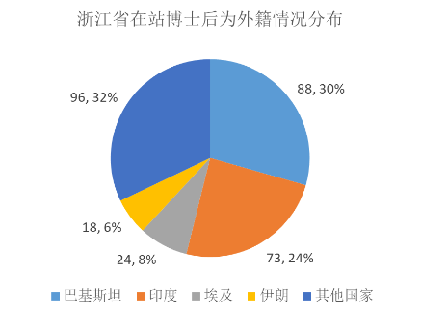 浙江省在站博士后为外籍情况分布
96, 32%
88, 30%
18, 6%
24, 8%
73, 24%
巴基斯坦 印度 埃及 伊朗 其他国家